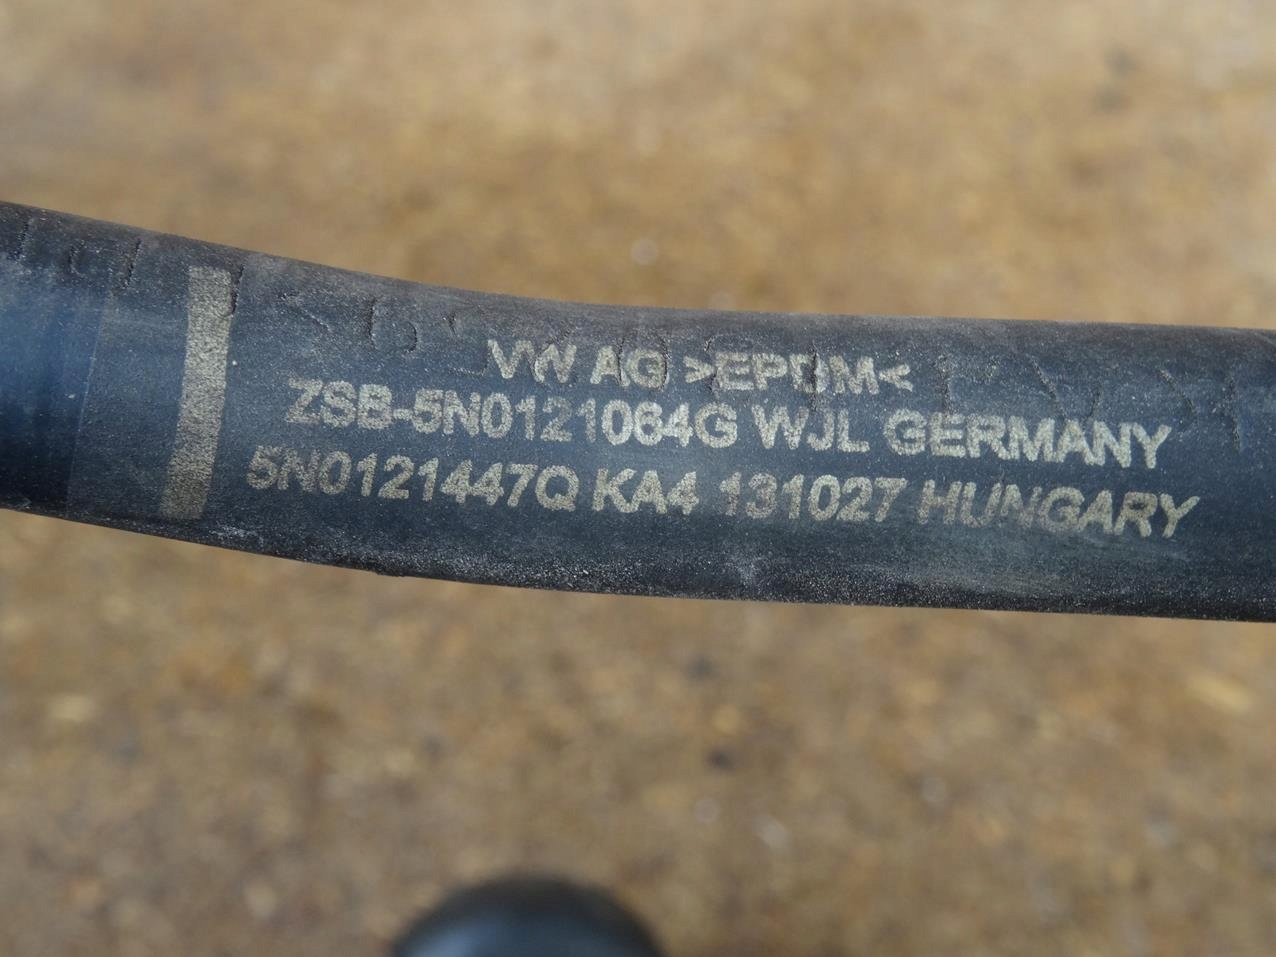 VW AG >EPDM<
ZSB-5N0121064G WJL GERMANY
5N0121447Q KA4 131027 HUNGARY